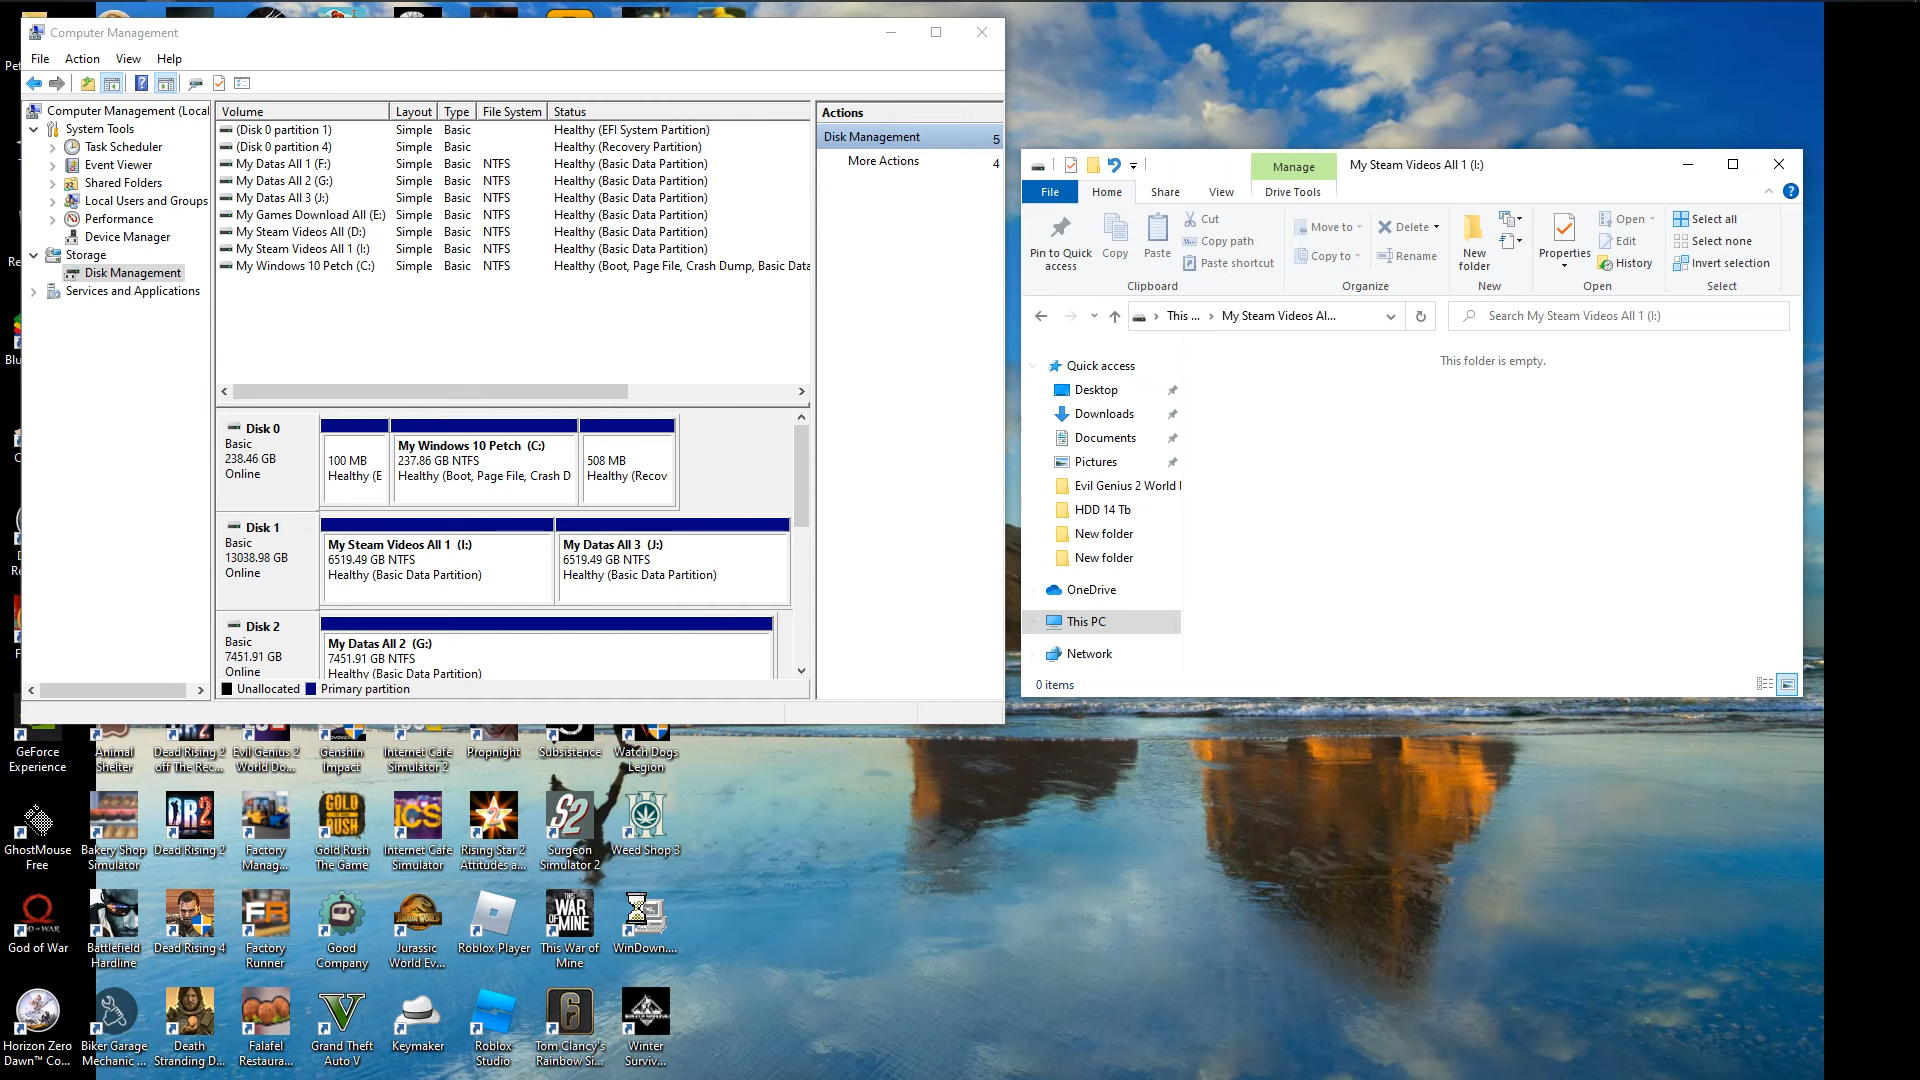 Computer Management
File Action View Help
Computer Management (Local
System Tools
Task Scheduler
Event Viewer
Shared Folders
Local Users and Groups
Performance
Device Manager
Storage
Disk Management
Services and Applications
Volume Layout Type File System Status
(Disk 0 partition 1) Simple Basic Healthy (EFI System Partition)
(Disk 0 partition 4) Simple Basic Healthy (Recovery Partition)
My Datas All 1 (F:) Simple Basic NTFS Healthy (Basic Data Partition)
My Datas All 2 (G:) Simple Basic NTFS Healthy (Basic Data Partition)
My Datas All 3 (J:) Simple Basic NTFS Healthy (Basic Data Partition)
My Games Download All (E:) Simple Basic NTFS Healthy (Basic Data Partition)
My Steam Videos All (D:) Simple Basic NTFS Healthy (Basic Data Partition)
My Steam Videos All 1 (I:) Simple Basic NTFS Healthy (Basic Data Partition)
My Windows 10 Petch (C:) Simple Basic NTFS Healthy (Boot, Page File, Crash Dump, Basic Data
Disk 0
Basic
238.46 GB
Online
100 MB
Healthy (E
My Windows 10 Petch (C:)
237.86 GB NTFS
Healthy (Boot, Page File, Crash D
508 MB
Healthy (Recov
Disk 1
Basic
13038.98 GB
Online
My Steam Videos All 1 (I:)
6519.49 GB NTFS
Healthy (Basic Data Partition)
My Datas All 3 (J:)
6519.49 GB NTFS
Healthy (Basic Data Partition)
Disk 2
Basic
7451.91 GB
Online
My Datas All 2 (G:)
7451.91 GB NTFS
Healthy (Basic Data Partition)
Unallocated Primary partition
Actions
Disk Management 5
More Actions 4
Manage My Steam Videos All 1 (I:)
File Home Share View Drive Tools
Pin to Quick
access
Copy
Paste
Cut
Copy path
Paste shortcut
Clipboard
Move to
Copy to
Delete
Rename
Organize
New
folder
New
Properties
Open
Edit
History
Open
Select all
Select none
Invert selection
Select
This ... My Steam Videos Al...
Search My Steam Videos All 1 (I:)
Quick access
Desktop
Downloads
Documents
Pictures
Evil Genius 2 World
HDD 14 Tb
New folder
New folder
OneDrive
This PC
Network
This folder is empty.
0 items
GeForce
Experience
Animal
Shelter
Dead Rising 2
off The Rec...
Evil Genius 2
World Do...
Genshin
Impact
Internet Cafe
Simulator 2
Propnight
Subsistence
Watch Dogs
Legion
DR2
GOLD
RUSH
ICS
2
S2
GhostMouse
Free
Bakery Shop
Simulator
Dead Rising 2
Factory
Manag...
Gold Rush
The Game
Internet Cafe
Simulator
Rising Star 2
Attitudes a...
Surgeon
Simulator 2
Weed Shop 3
FR
THIS
WAR
OF
MINE
God of War
Battlefield
Hardline
Dead Rising 4
Factory
Runner
Good
Company
Jurassic
World Ev...
Roblox Player
This War of
Mine
WinDown....
V
6
Horizon Zero
Dawn™ Co...
Biker Garage
Mechanic ...
Death
Stranding D...
Falafel
Restaura...
Grand Theft
Auto V
Keymaker
Roblox
Studio
Tom Clancy's
Rainbow Si...
Winter
Surviv...